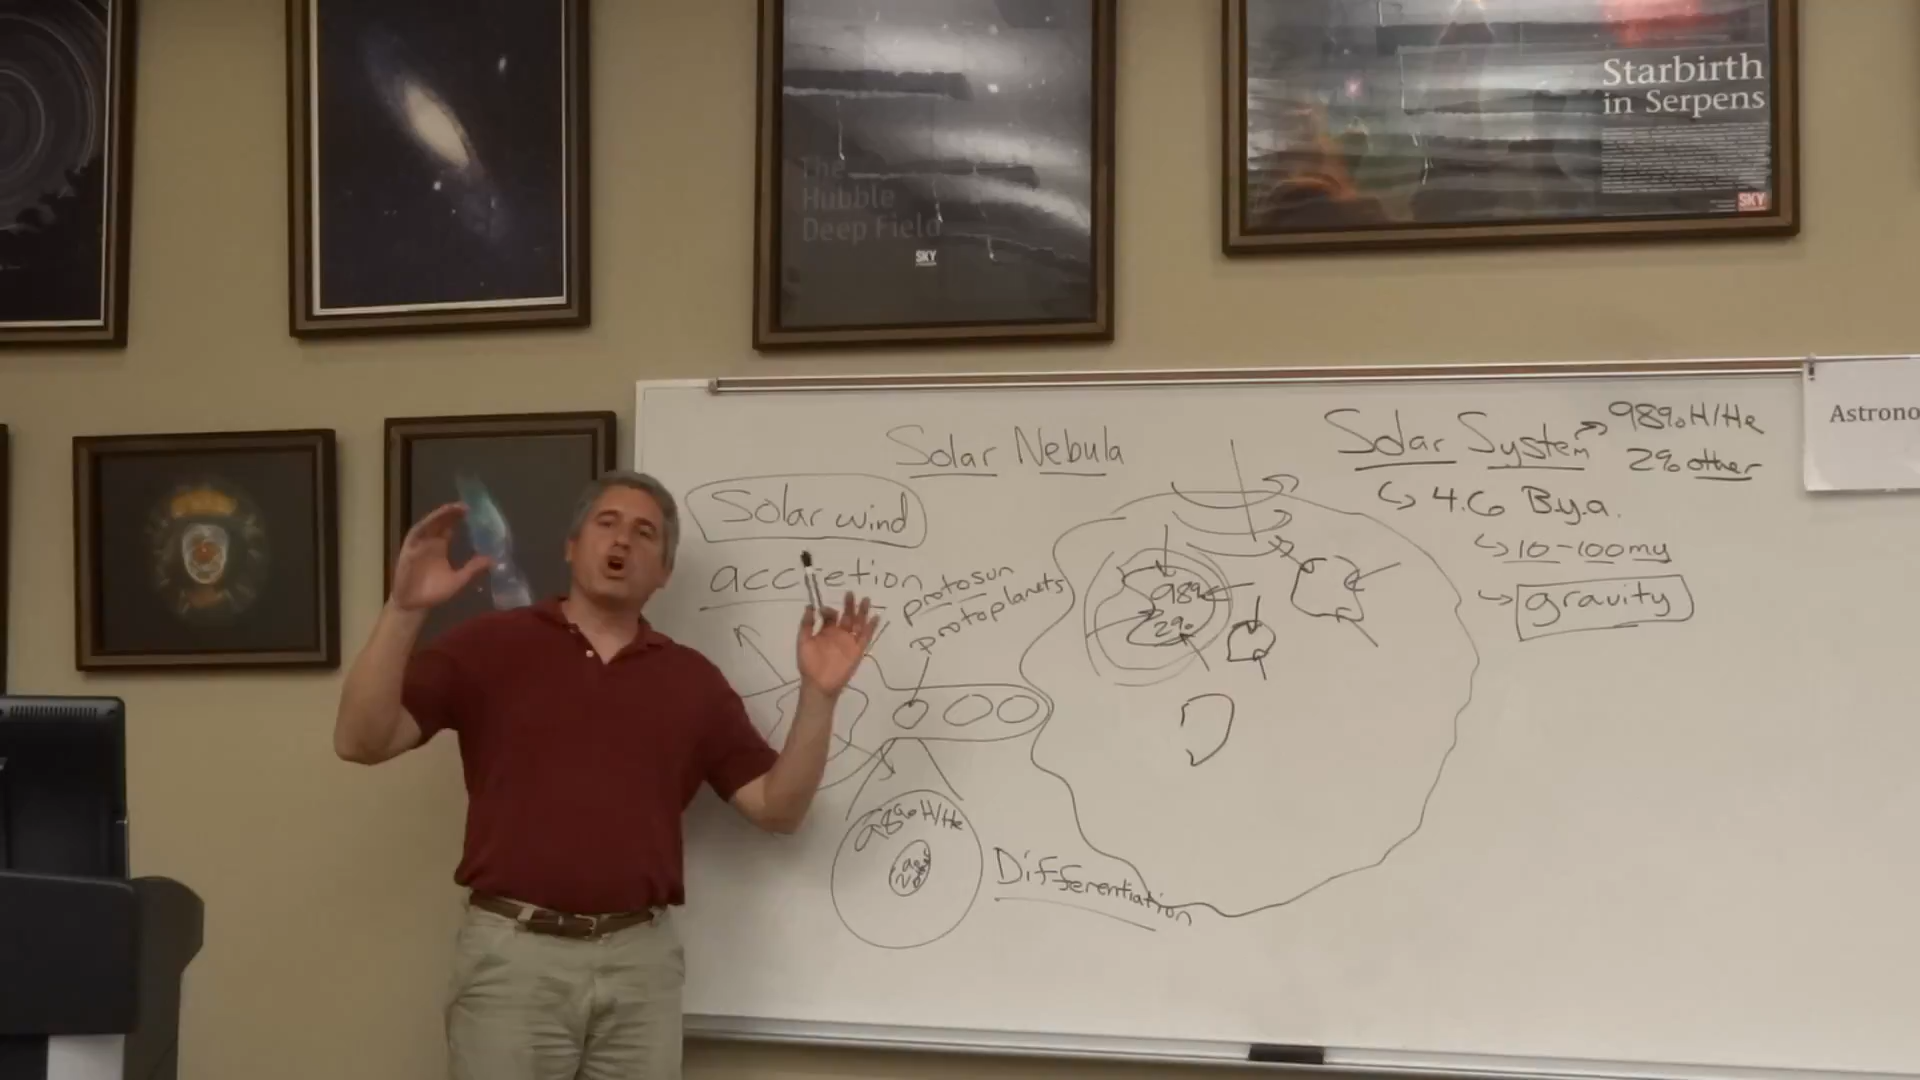 Starbirth
in Serpens
SKY
The
Hubble
Deep Field
SKY
Astrono
Solar Nebula
Solar System → 98% H/He
2% other
↳ 4.6 B.y.a.
↳ 10-100my
↳ gravity
Solar wind
accretion
protosun
protoplanets
98%
2%
98% H/He
Differentiation